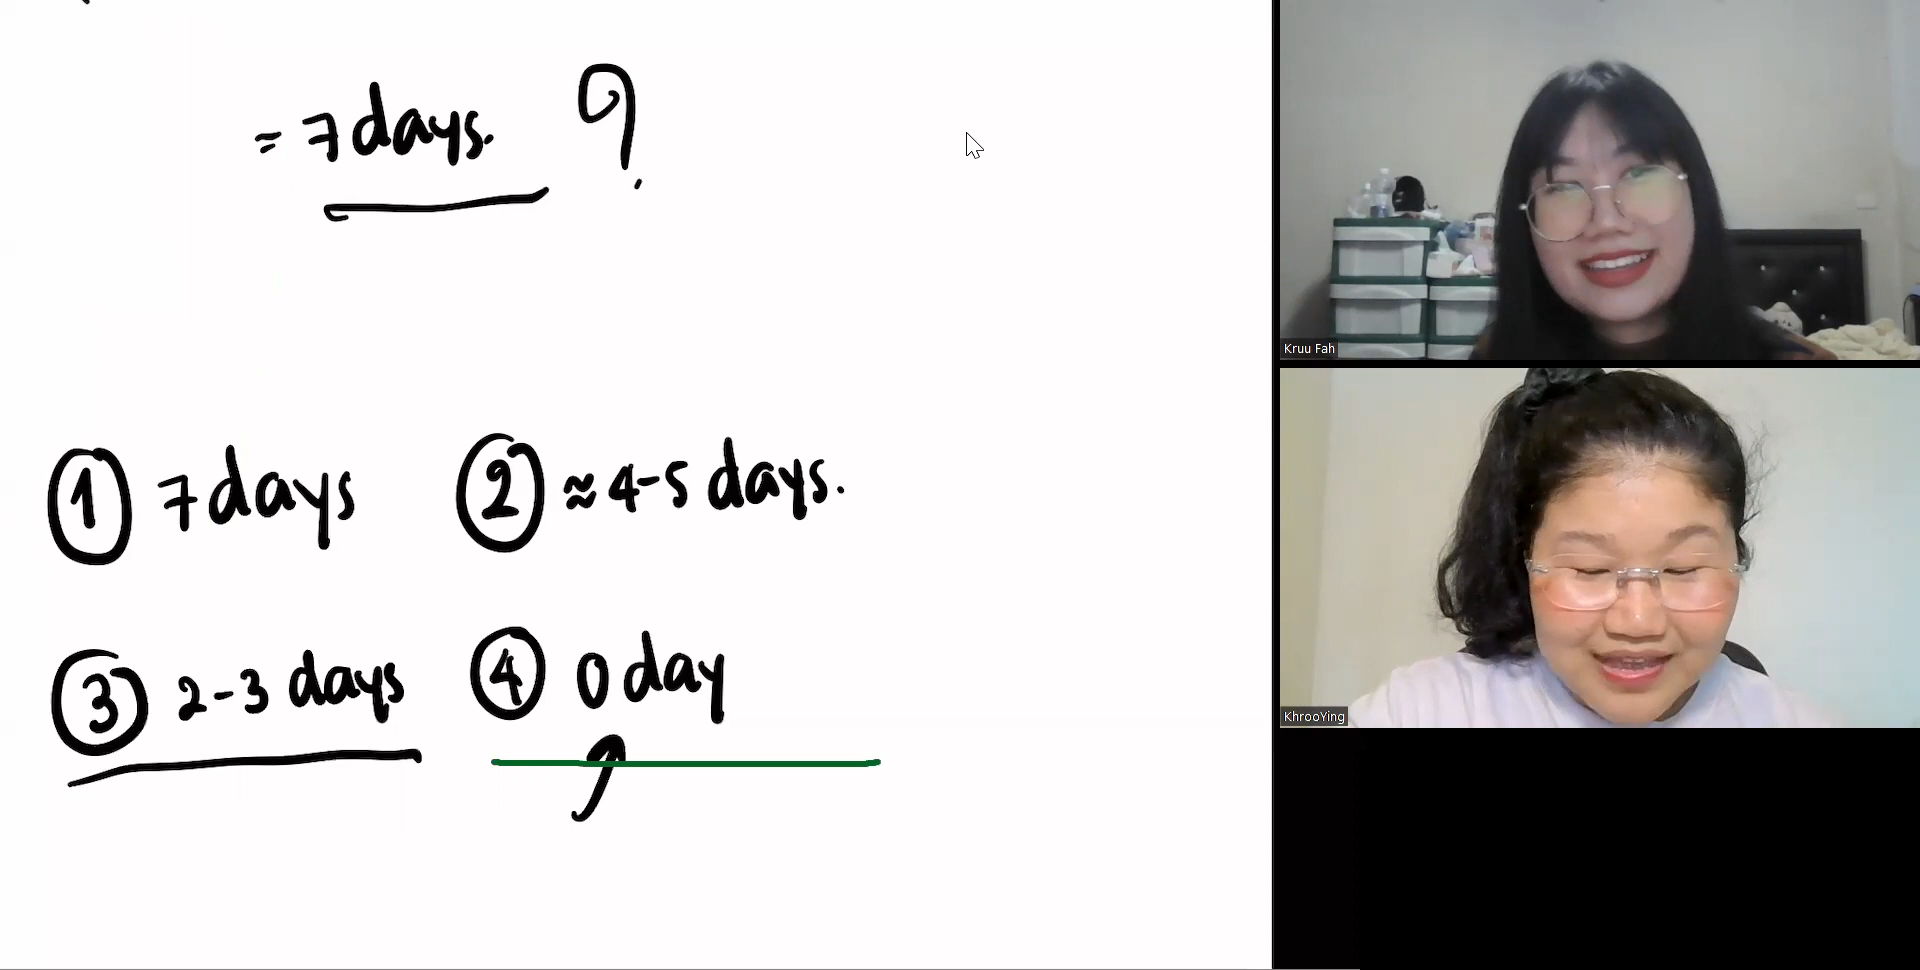 = 7 days. ?
① 7 days ② ≈ 4-5 days.
③ 2-3 days ④ 0 day
Kruu Fah
KhrooYing